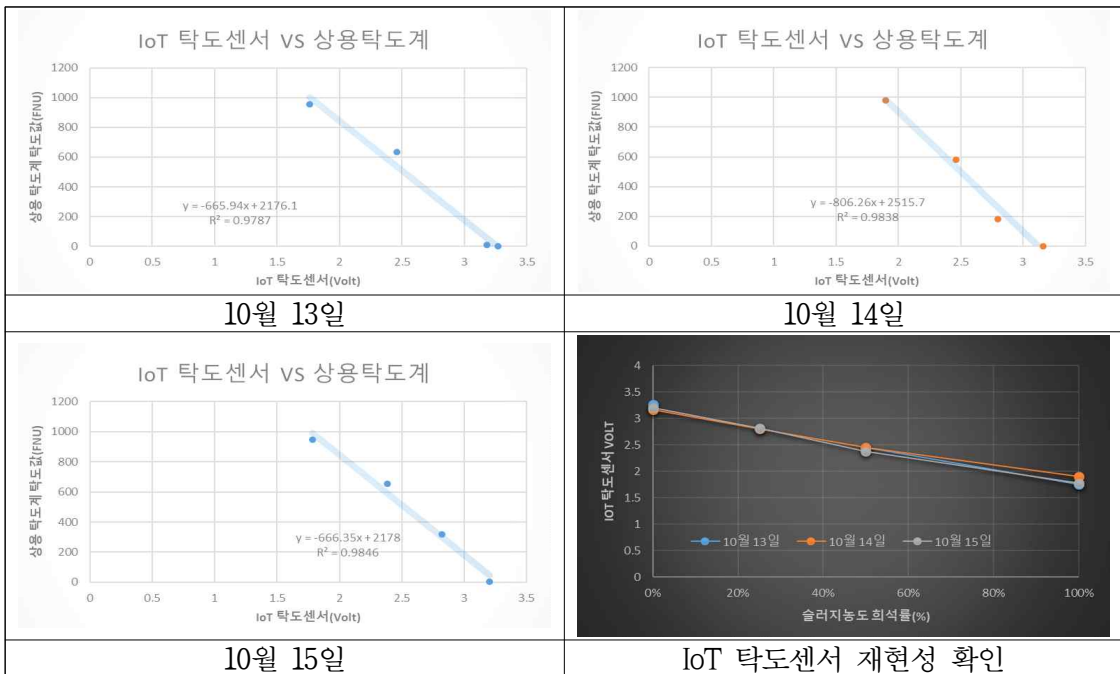 IoT 탁도센서 VS 상용탁도계
상용 탁도계 탁도값(FNU)
1200
1000
800
600
400
200
0
y = -665.94x + 2176.1
R² = 0.9787
0 0.5 1 1.5 2 2.5 3 3.5
IoT 탁도센서(Volt)
10월 13일
IoT 탁도센서 VS 상용탁도계
상용 탁도계 탁도값(FNU)
1200
1000
800
600
400
200
0
y = -806.26x + 2515.7
R² = 0.9838
0 0.5 1 1.5 2 2.5 3 3.5
IoT 탁도센서(Volt)
10월 14일
IoT 탁도센서 VS 상용탁도계
상용 탁도계 탁도값(FNU)
1200
1000
800
600
400
200
0
y = -666.35x + 2178
R² = 0.9846
0 0.5 1 1.5 2 2.5 3 3.5
IoT 탁도센서(Volt)
10월 15일
IOT 탁도센서 VOLT
4
3.5
3
2.5
2
1.5
1
0.5
0
10월 13일 10월 14일 10월 15일
0% 20% 40% 60% 80% 100%
슬러지농도 희석률(%)
IoT 탁도센서 재현성 확인